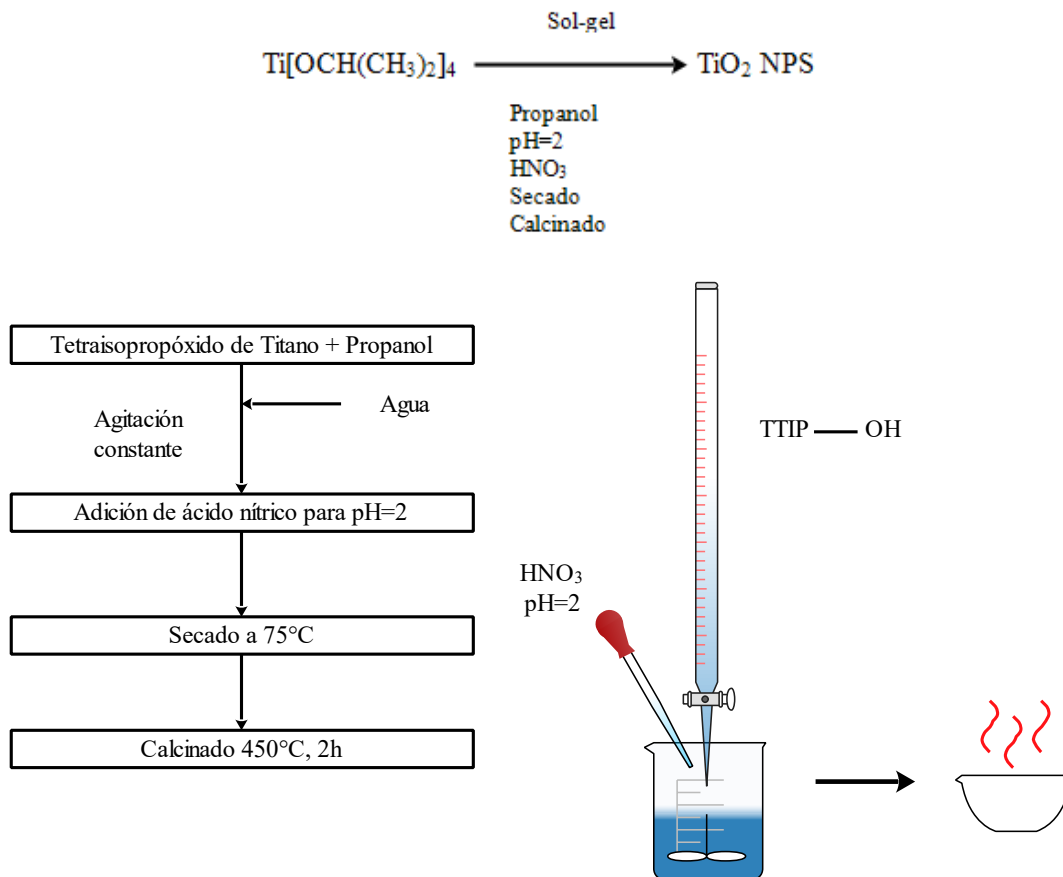 Sol-gel
Ti[OCH(CH₃)₂]₄ TiO₂ NPS
Propanol
pH=2
HNO₃
Secado
Calcinado
Tetraisopropóxido de Titano + Propanol
Agua
Agitación
constante
Adición de ácido nítrico para pH=2
Secado a 75°C
Calcinado 450°C, 2h
TTIP OH
HNO₃
pH=2